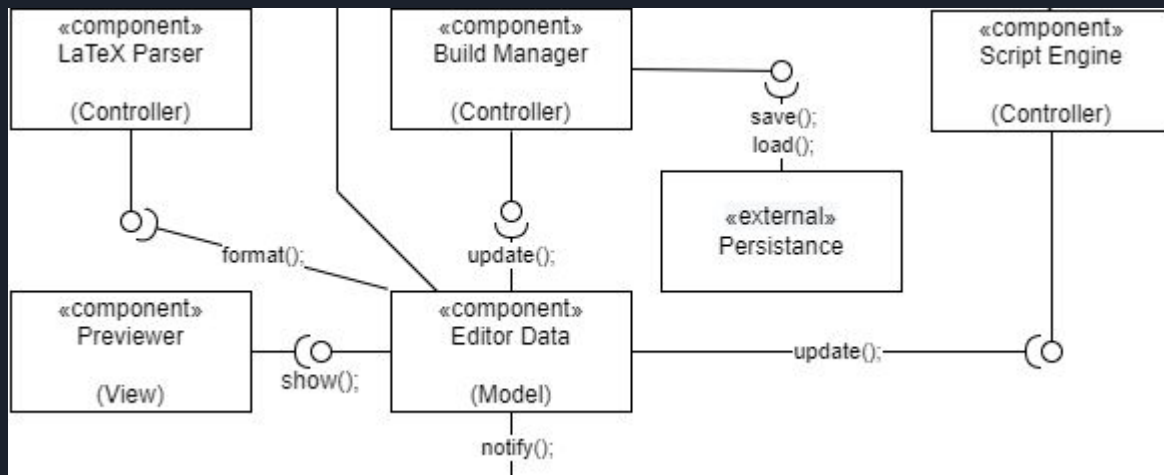 «component»
LaTeX Parser
(Controller)
«component»
Build Manager
(Controller)
«component»
Script Engine
(Controller)
save();
load();
«external»
Persistance
format();
update();
«component»
Previewer
(View)
show();
«component»
Editor Data
(Model)
update();
notify();